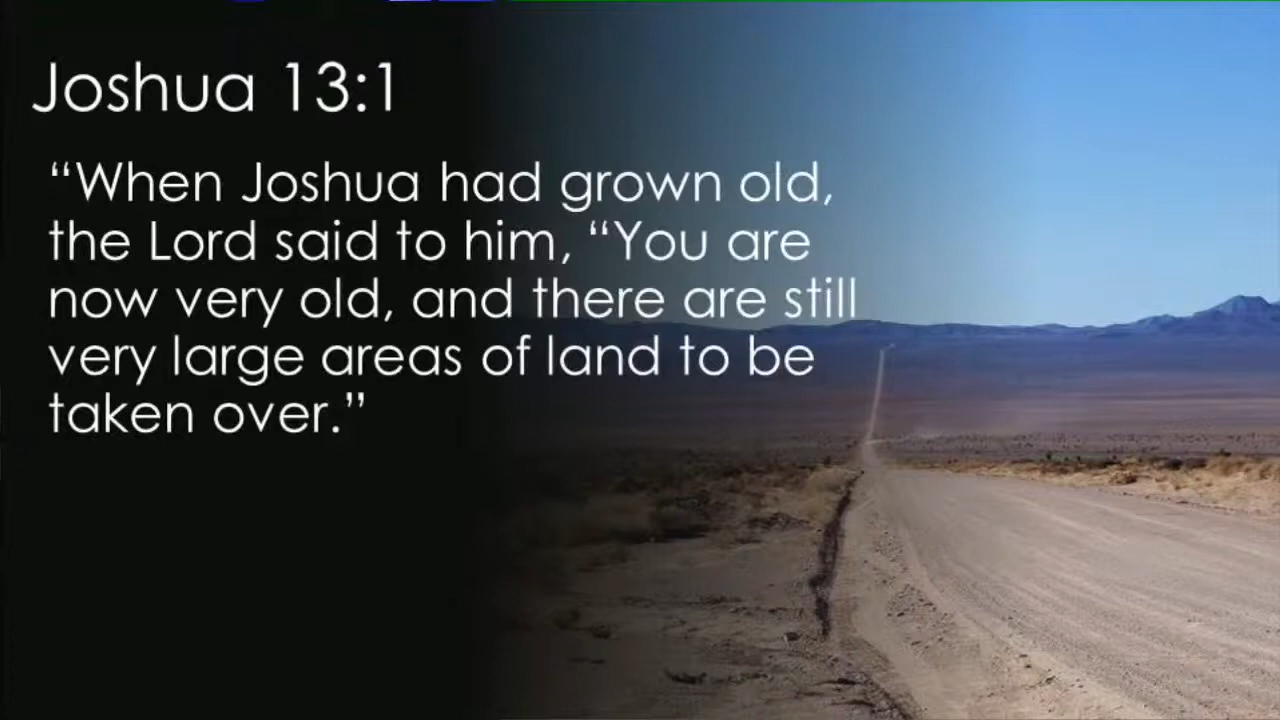 Joshua 13:1
“When Joshua had grown old,
the Lord said to him, “You are
now very old, and there are still
very large areas of land to be
taken over.”